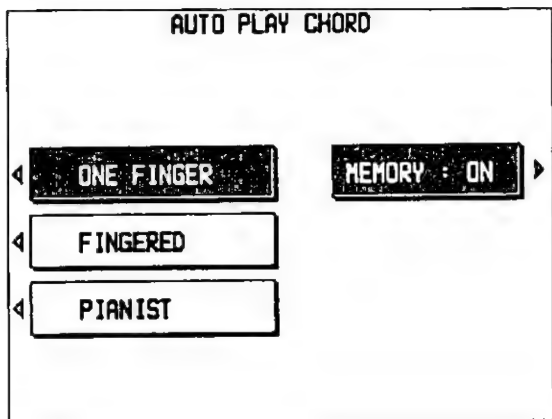 AUTO PLAY CHORD
ONE FINGER
MEMORY : ON
FINGERED
PIANIST